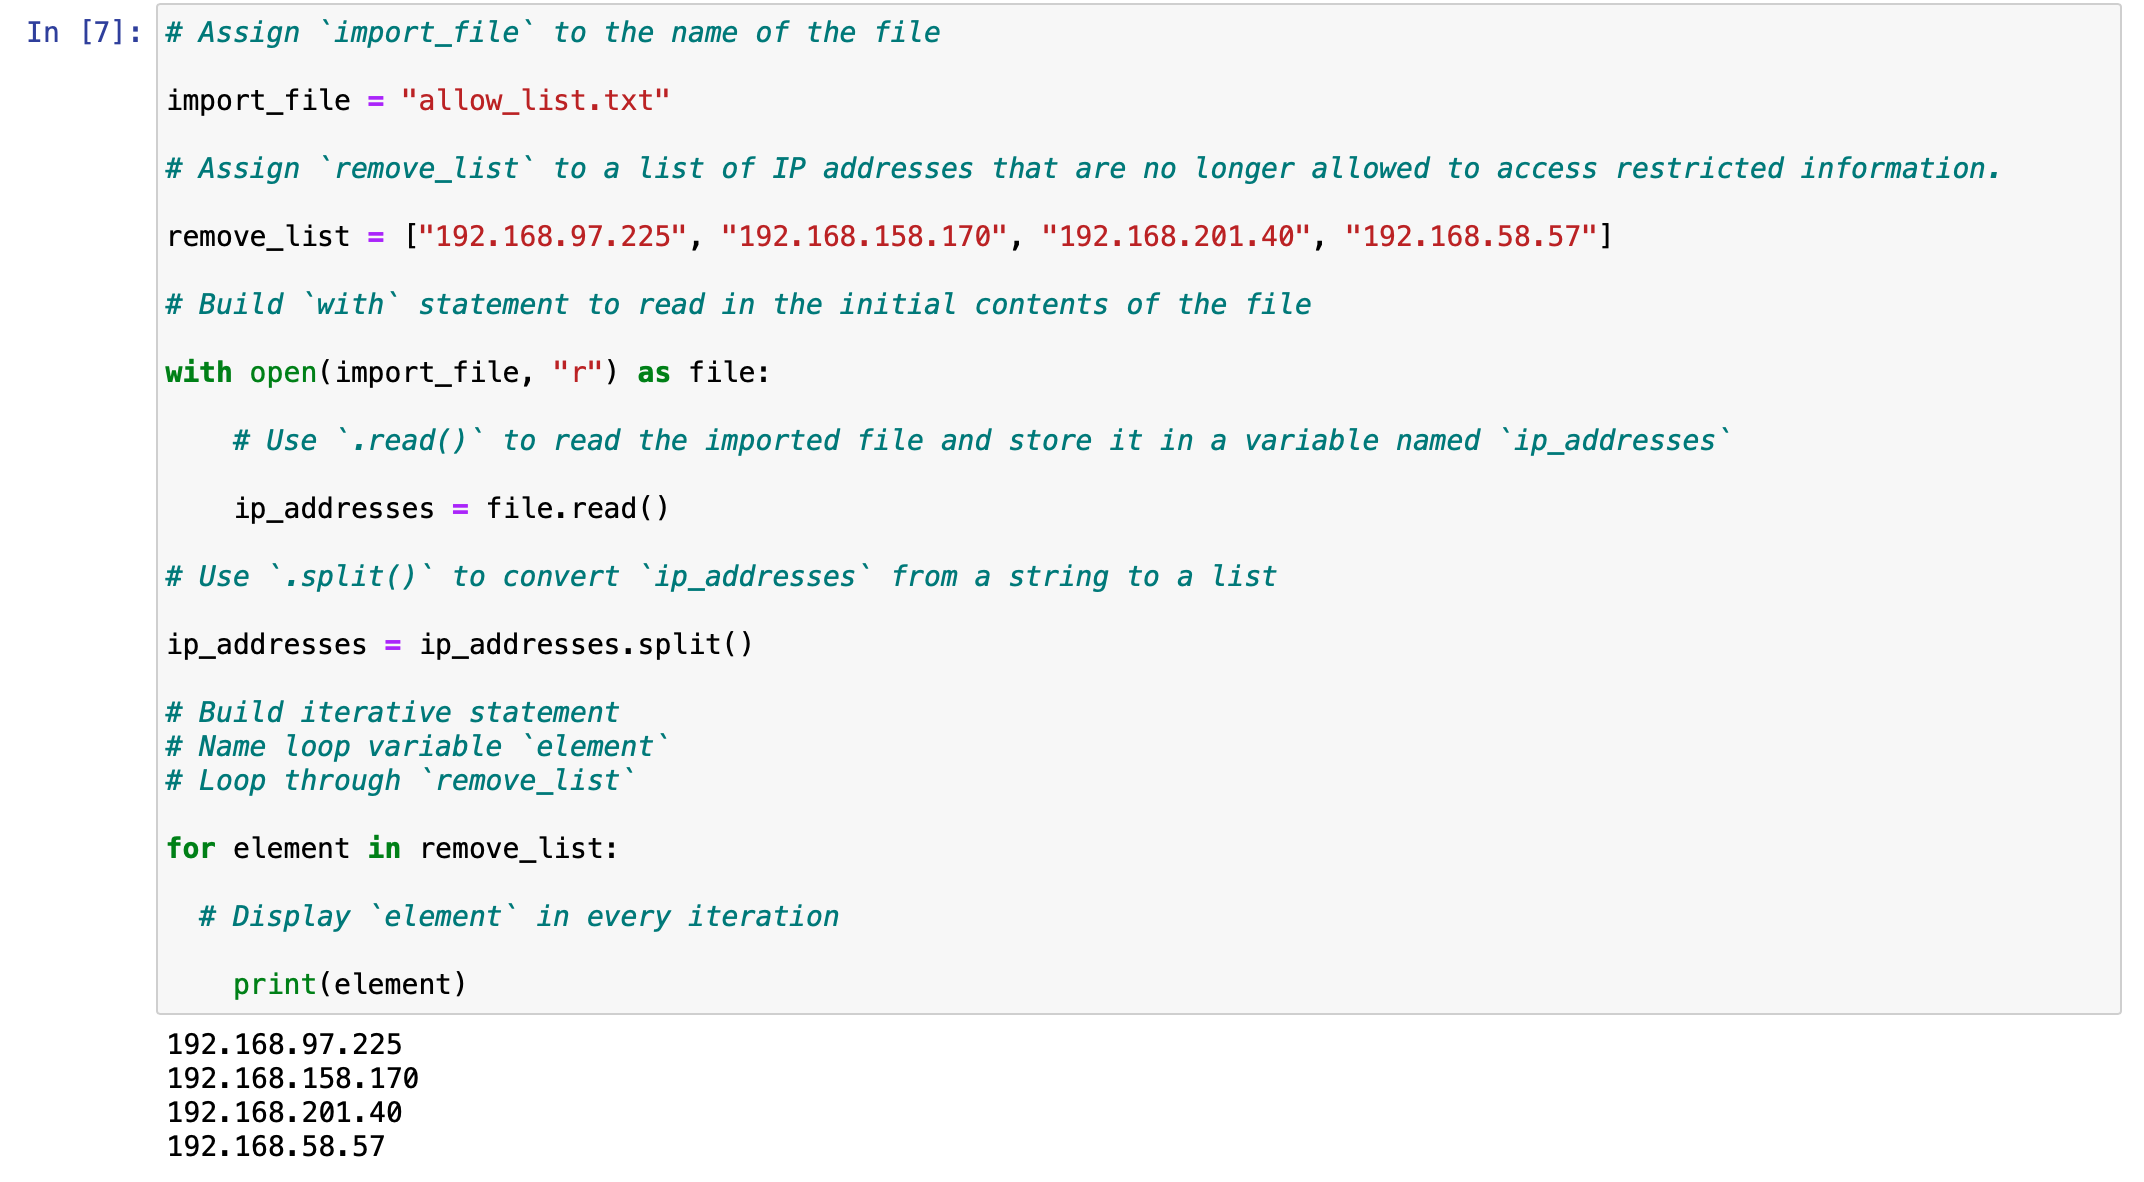 In [7]: # Assign `import_file` to the name of the file
import_file = "allow_list.txt"
# Assign `remove_list` to a list of IP addresses that are no longer allowed to access restricted information.
remove_list = ["192.168.97.225", "192.168.158.170", "192.168.201.40", "192.168.58.57"]
# Build `with` statement to read in the initial contents of the file
with open(import_file, "r") as file:
    # Use `.read()` to read the imported file and store it in a variable named `ip_addresses`
    ip_addresses = file.read()
# Use `.split()` to convert `ip_addresses` from a string to a list
ip_addresses = ip_addresses.split()
# Build iterative statement
# Name loop variable `element`
# Loop through `remove_list`
for element in remove_list:
  # Display `element` in every iteration
    print(element)
192.168.97.225
192.168.158.170
192.168.201.40
192.168.58.57